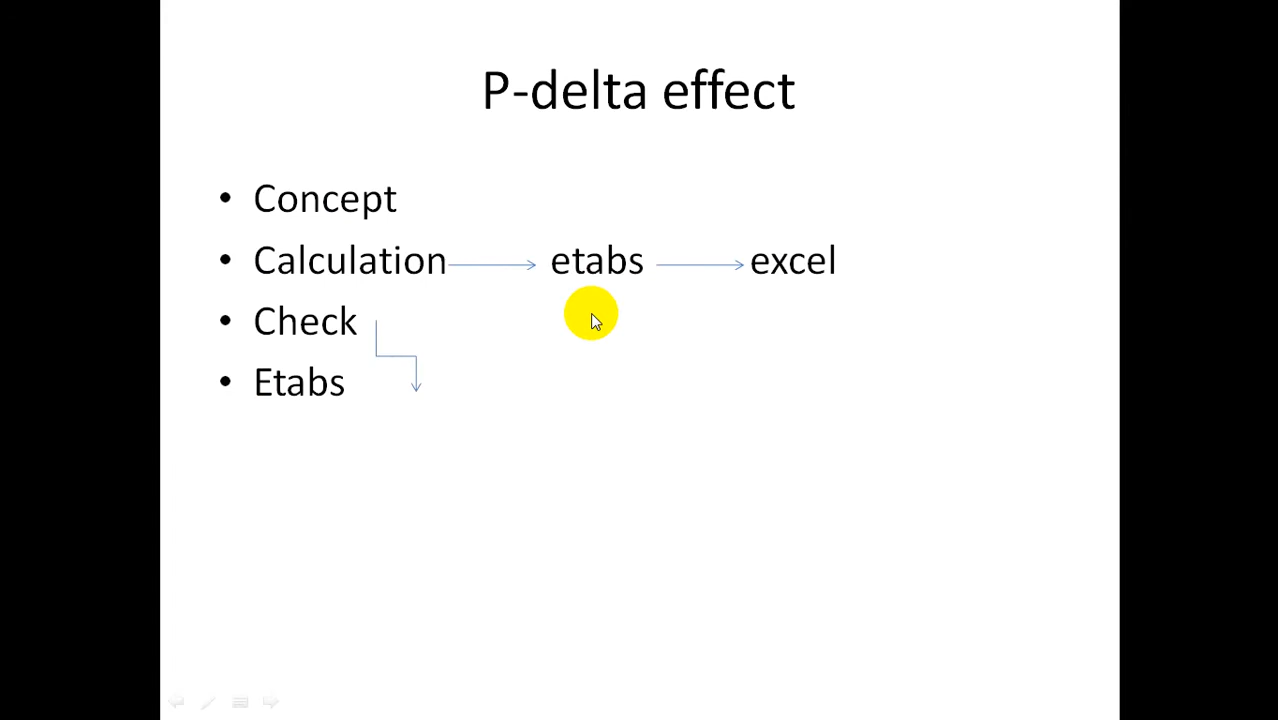 P-delta effect
• Concept
• Calculation etabs excel
• Check
• Etabs